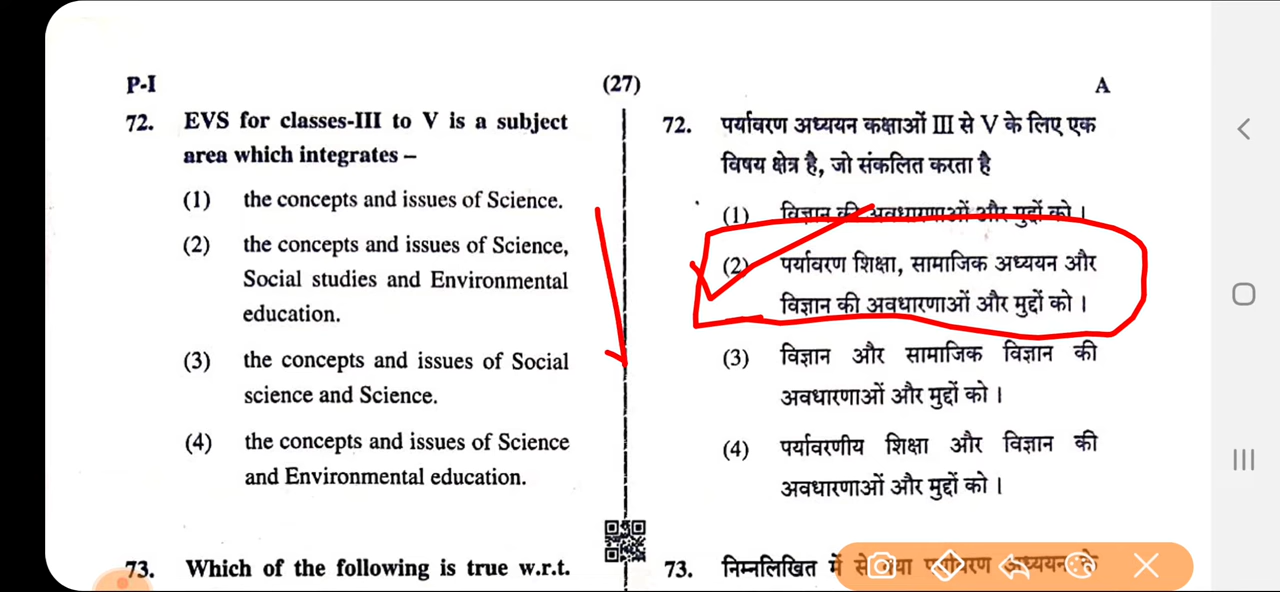 P-I
(27)
A
72. EVS for classes-III to V is a subject
area which integrates –
(1) the concepts and issues of Science.
(2) the concepts and issues of Science,
Social studies and Environmental
education.
(3) the concepts and issues of Social
science and Science.
(4) the concepts and issues of Science
and Environmental education.
73. Which of the following is true w.r.t.
72. पर्यावरण अध्ययन कक्षाओं III से V के लिए एक
विषय क्षेत्र है, जो संकलित करता है
(1) विज्ञान की अवधारणाओं और मुद्दों को ।
(2) पर्यावरण शिक्षा, सामाजिक अध्ययन और
विज्ञान की अवधारणाओं और मुद्दों को ।
(3) विज्ञान और सामाजिक विज्ञान की
अवधारणाओं और मुद्दों को ।
(4) पर्यावरणीय शिक्षा और विज्ञान की
अवधारणाओं और मुद्दों को ।
73. निम्नलिखित में से अध्ययन के